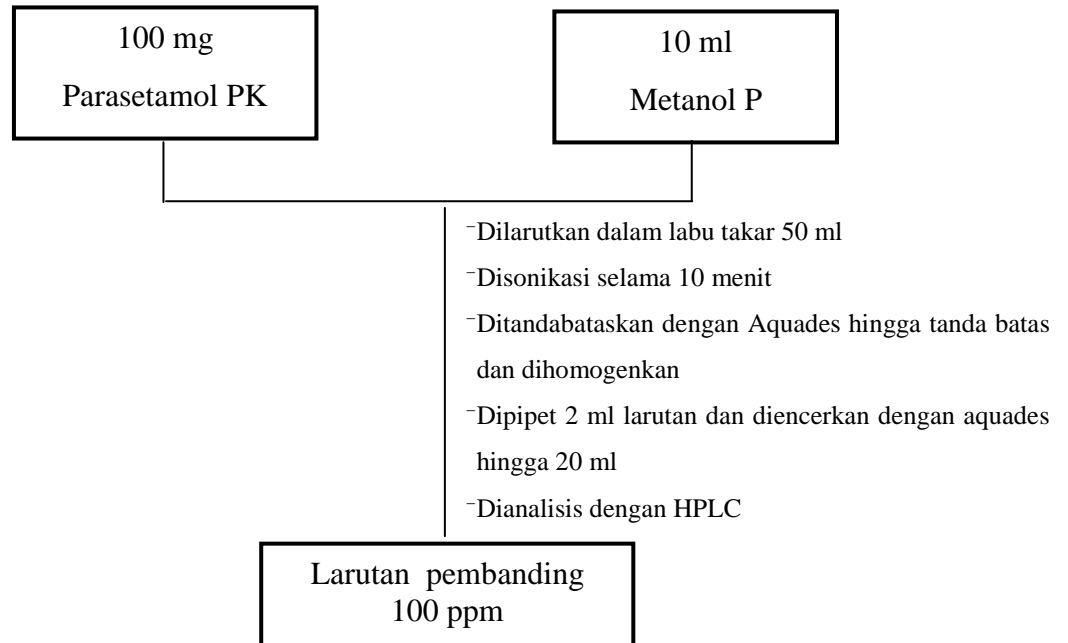 100 mg
Parasetamol PK
10 ml
Metanol P
-Dilarutkan dalam labu takar 50 ml
-Disonikasi selama 10 menit
-Ditandabataskan dengan Aquades hingga tanda batas
dan dihomogenkan
-Dipipet 2 ml larutan dan diencerkan dengan aquades
hingga 20 ml
-Dianalisis dengan HPLC
Larutan pembanding
100 ppm